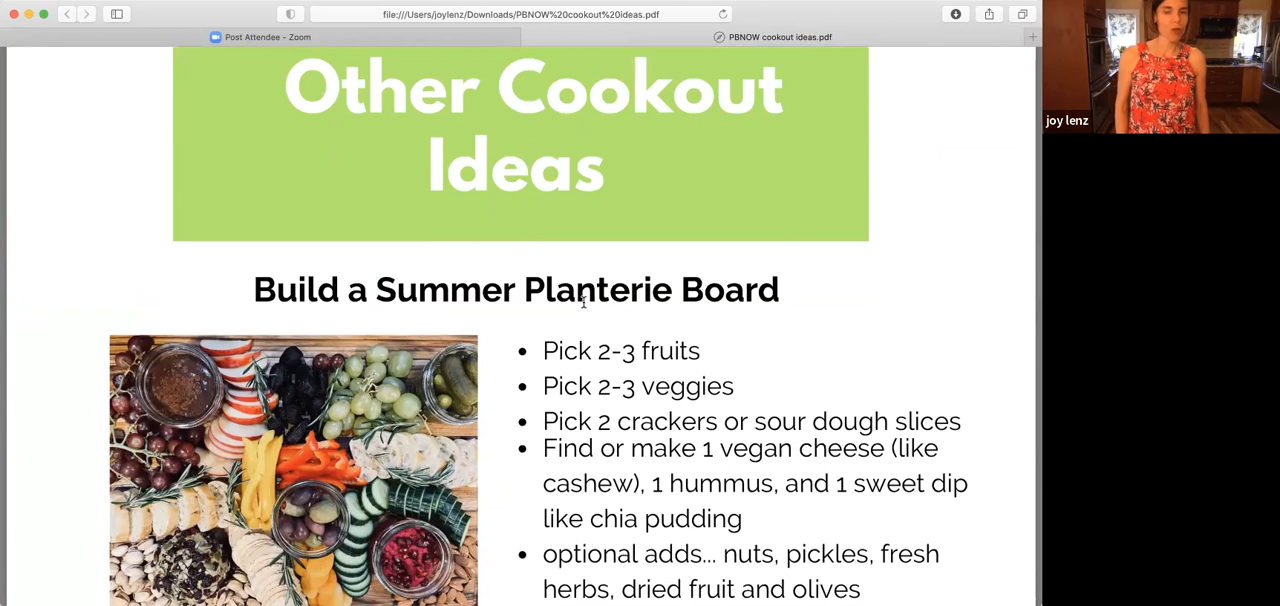 file:///Users/joylenz/Downloads/PBNOW%20cookout%20ideas.pdf
Post Attendee - Zoom
PBNOW cookout ideas.pdf
joy lenz
Other Cookout
Ideas
Build a Summer Planterie Board
• Pick 2-3 fruits
• Pick 2-3 veggies
• Pick 2 crackers or sour dough slices
• Find or make 1 vegan cheese (like
cashew), 1 hummus, and 1 sweet dip
like chia pudding
• optional adds... nuts, pickles, fresh
herbs, dried fruit and olives